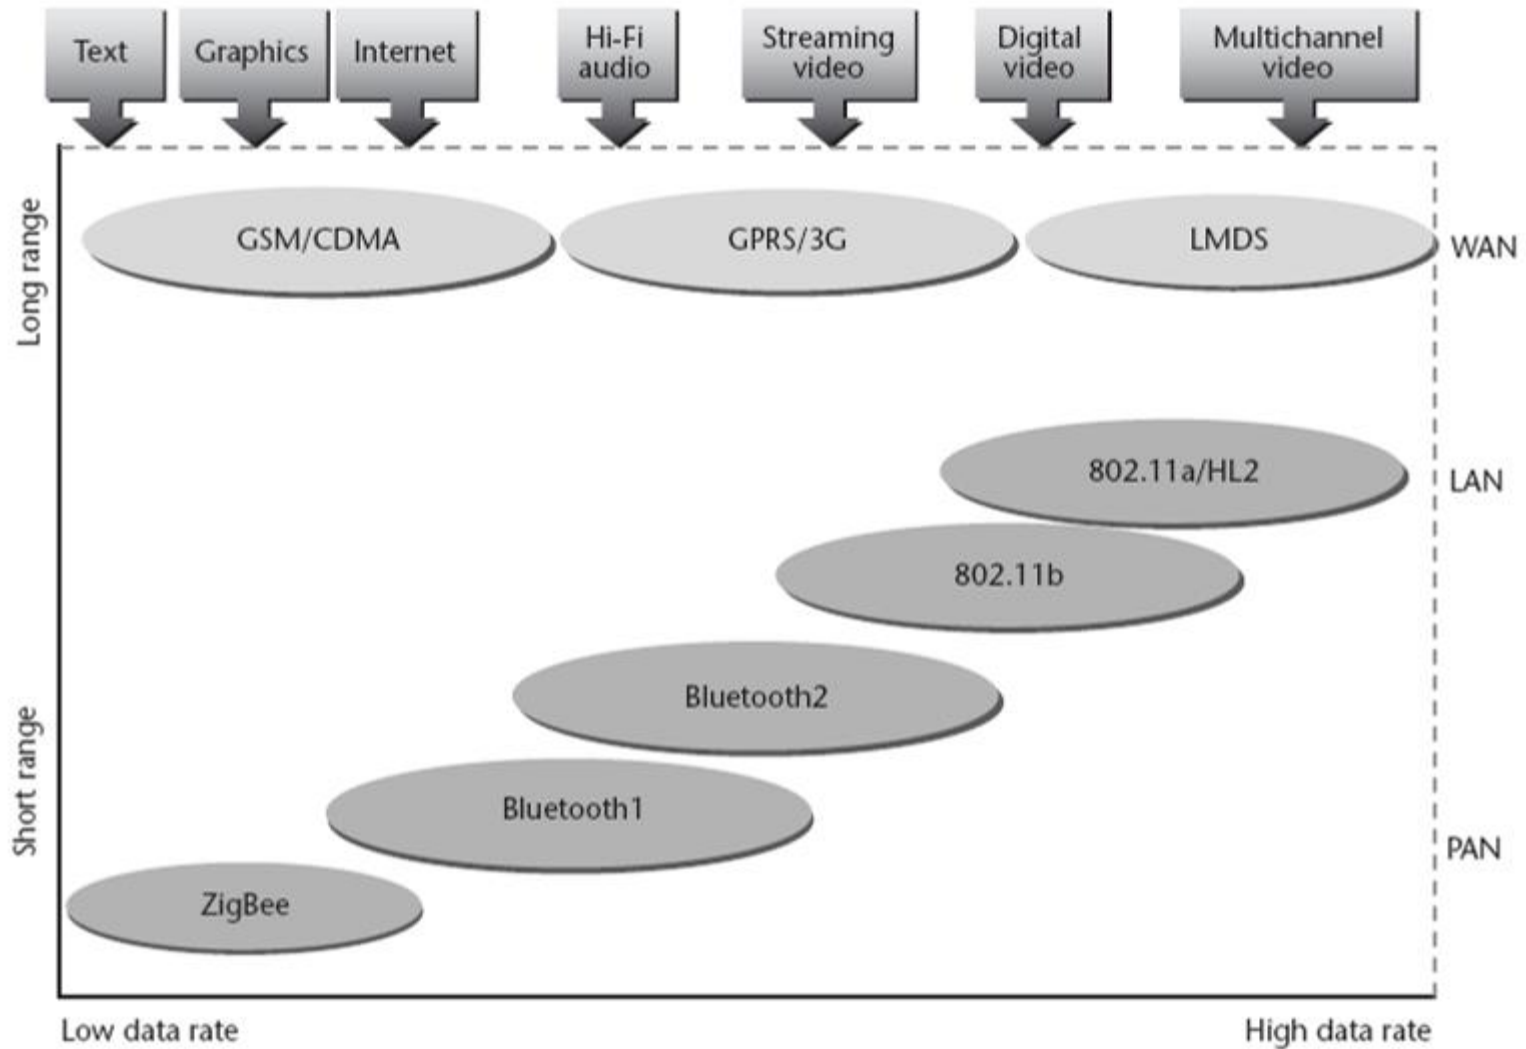 Text
Graphics
Internet
Hi-Fi
audio
Streaming
video
Digital
video
Multichannel
video
Long range
GSM/CDMA
GPRS/3G
LMDS
WAN
802.11a/HL2
LAN
802.11b
Bluetooth2
Short range
Bluetooth1
PAN
ZigBee
Low data rate
High data rate